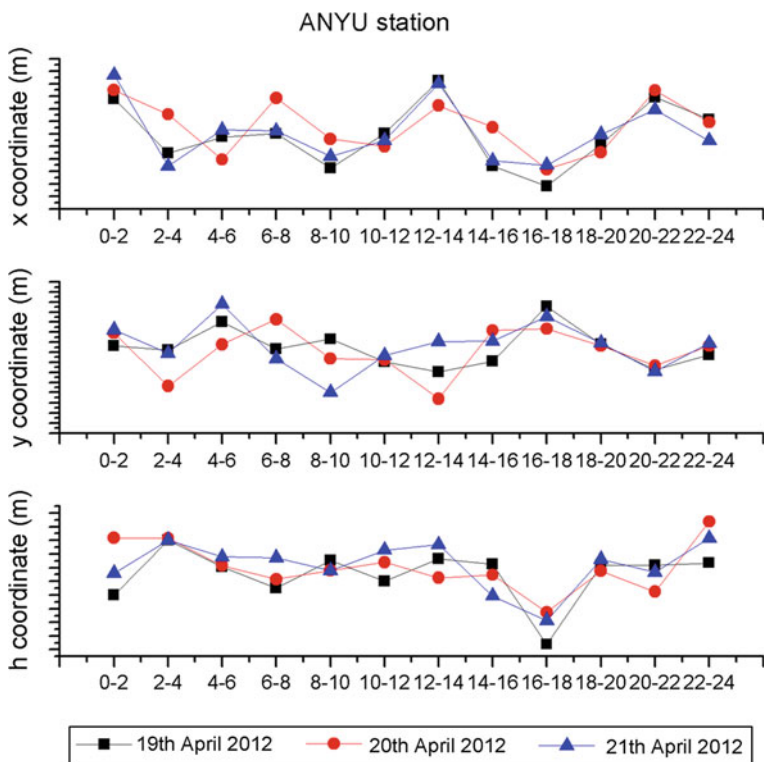 ANYU station
x coordinate (m)
0-2 2-4 4-6 6-8 8-10 10-12 12-14 14-16 16-18 18-20 20-22 22-24
y coordinate (m)
0-2 2-4 4-6 6-8 8-10 10-12 12-14 14-16 16-18 18-20 20-22 22-24
h coordinate (m)
0-2 2-4 4-6 6-8 8-10 10-12 12-14 14-16 16-18 18-20 20-22 22-24
19th April 2012 20th April 2012 21th April 2012